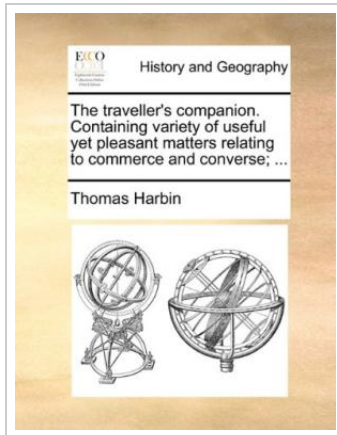 ECCO
History and Geography
The traveller's companion.
Containing variety of useful
yet pleasant matters relating
to commerce and converse; ...
Thomas Harbin